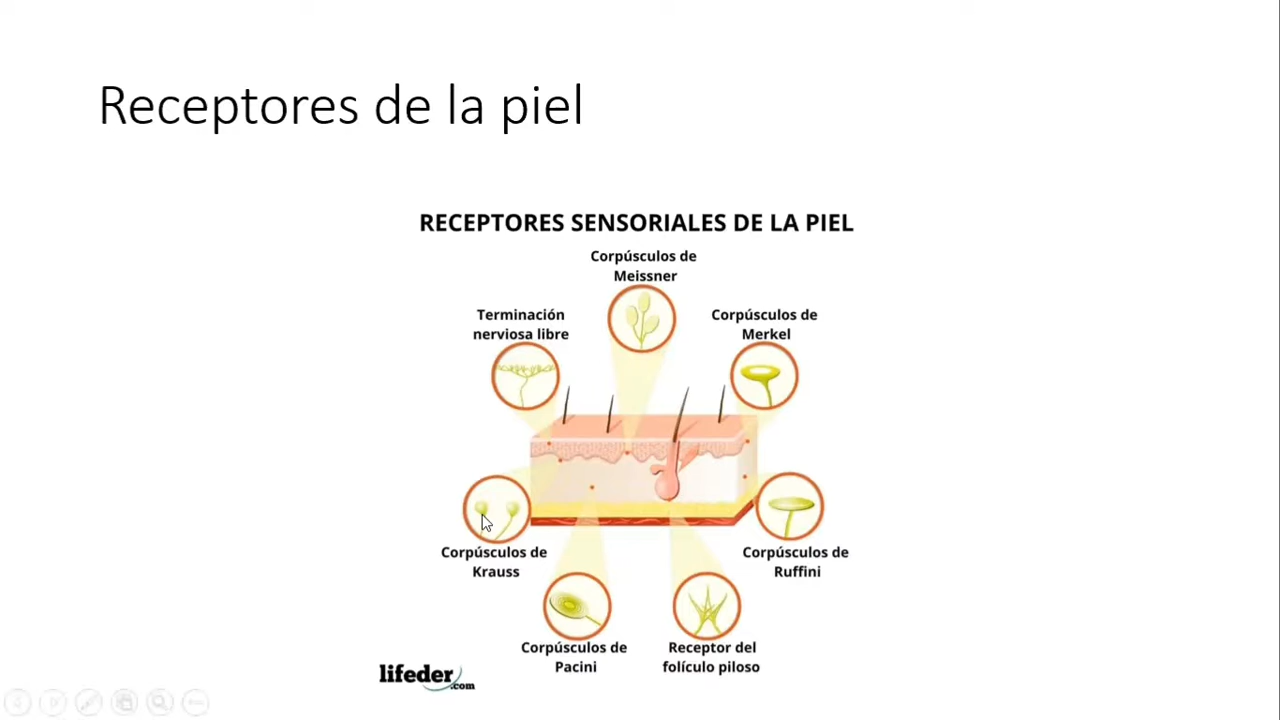 Receptores de la piel
RECEPTORES SENSORIALES DE LA PIEL
Corpúsculos de
Meissner
Terminación
nerviosa libre
Corpúsculos de
Merkel
Corpúsculos de
Krauss
Corpúsculos de
Ruffini
Corpúsculos de
Pacini
Receptor del
folículo piloso
lifeder.com